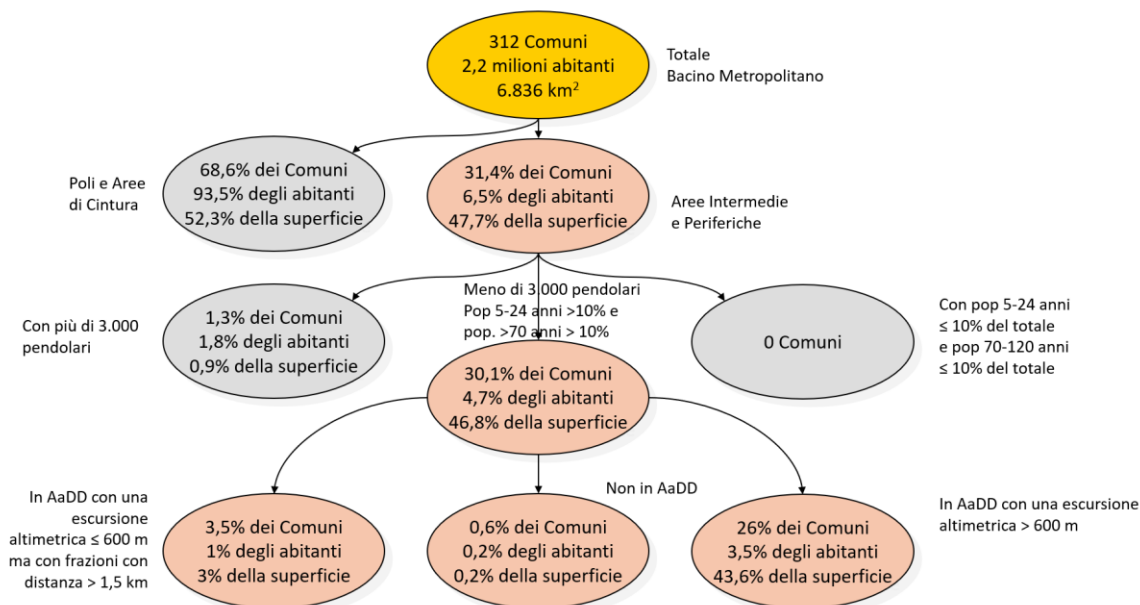 312 Comuni
2,2 milioni abitanti
6.836 km²
Totale
Bacino Metropolitano
Poli e Aree
di Cintura
68,6% dei Comuni
93,5% degli abitanti
52,3% della superficie
31,4% dei Comuni
6,5% degli abitanti
47,7% della superficie
Aree Intermedie
e Periferiche
Con più di 3.000
pendolari
1,3% dei Comuni
1,8% degli abitanti
0,9% della superficie
Meno di 3.000 pendolari
Pop 5-24 anni >10% e
pop. >70 anni > 10%
0 Comuni
Con pop 5-24 anni
≤ 10% del totale
e pop 70-120 anni
≤ 10% del totale
30,1% dei Comuni
4,7% degli abitanti
46,8% della superficie
In AaDD con una
escursione
altimetrica ≤ 600 m
ma con frazioni con
distanza > 1,5 km
3,5% dei Comuni
1% degli abitanti
3% della superficie
Non in AaDD
0,6% dei Comuni
0,2% degli abitanti
0,2% della superficie
26% dei Comuni
3,5% degli abitanti
43,6% della superficie
In AaDD con una escursione
altimetrica > 600 m